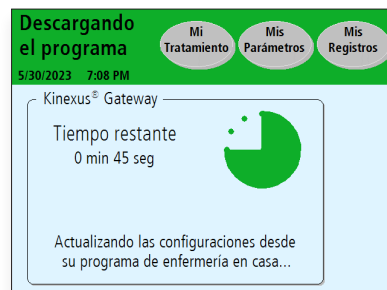 Descargando
el programa
5/30/2023 7:08 PM
Mi
Tratamiento
Mis
Parámetros
Mis
Registros
Kinexus® Gateway
Tiempo restante
0 min 45 seg
Actualizando las configuraciones desde
su programa de enfermería en casa...